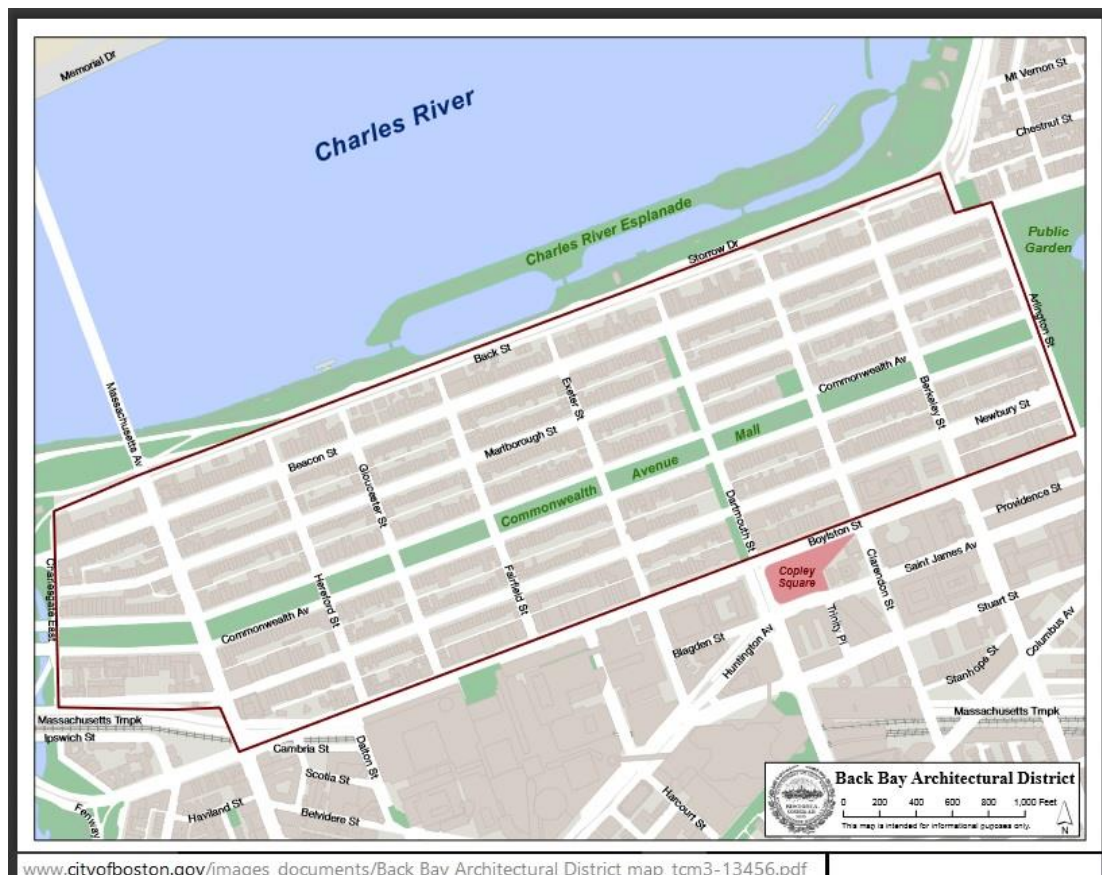 Memorial Dr
Charles River
Mt Vernon St
Chestnut St
Charles River Esplanade
Public
Garden
Storrow Dr
Arlington St
Back St
Massachusetts Av
Exeter St
Commonwealth Av
Berkeley St
Newbury St
Marlborough St
Beacon St
Gloucester St
Commonwealth
Avenue
Mall
Dartmouth St
Providence St
Boylston St
Saint James Av
Copley
Square
Clarendon St
Charlesgate East
Hereford St
Fairfield St
Commonwealth Av
Trinity Pl
Stuart St
Columbus Av
Blagden St
Huntington Av
Stanhope St
Massachusetts Trnpk
Massachusetts Trnpk
Ipswich St
Cambria St
Dalton St
Scotia St
Haviland St
Belvidere St
Harcourt St
Fenway
Back Bay Architectural District
0 200 400 600 800 1,000 Feet
This map is intended for informational puposes only.
N
www.cityofboston.gov/images_documents/Back Bay Architectural District map_tcm3-13456.pdf